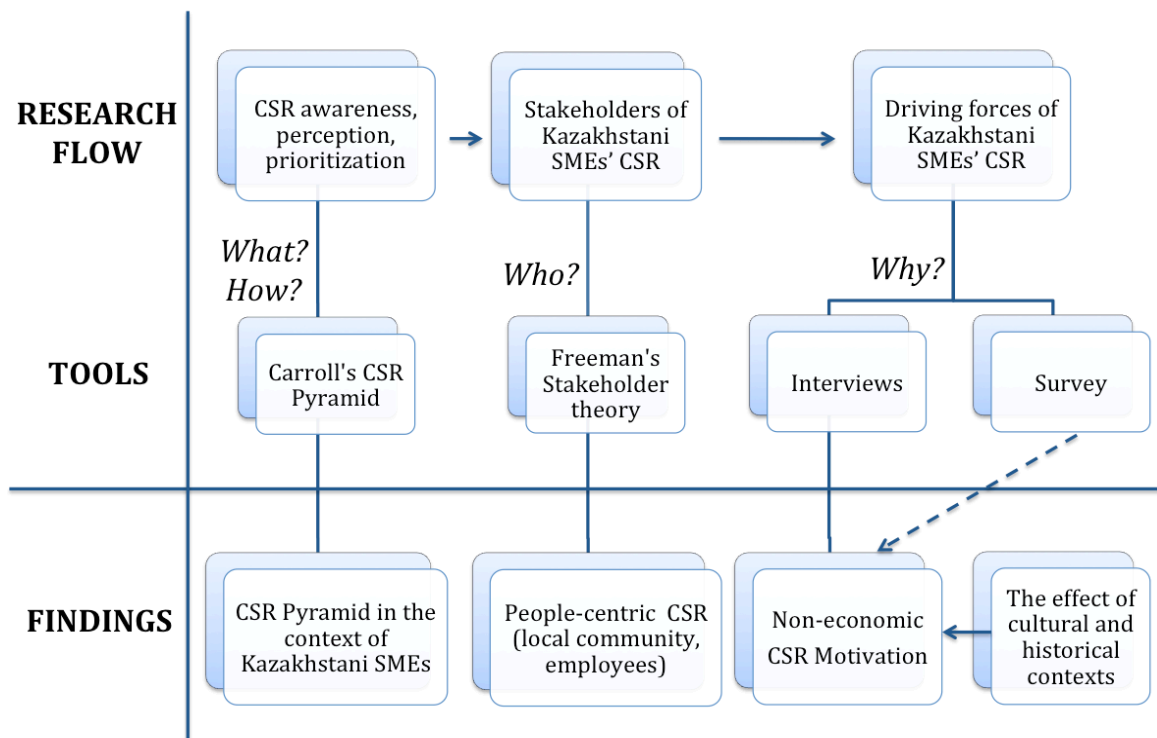 RESEARCH
FLOW
CSR awareness,
perception,
prioritization
Stakeholders of
Kazakhstani
SMEs’ CSR
Driving forces of
Kazakhstani
SMEs’ CSR
What?
How?
Who?
Why?
TOOLS
Carroll's CSR
Pyramid
Freeman's
Stakeholder
theory
Interviews
Survey
FINDINGS
CSR Pyramid in the
context of
Kazakhstani SMEs
People-centric CSR
(local community,
employees)
Non-economic
CSR Motivation
The effect of
cultural and
historical
contexts